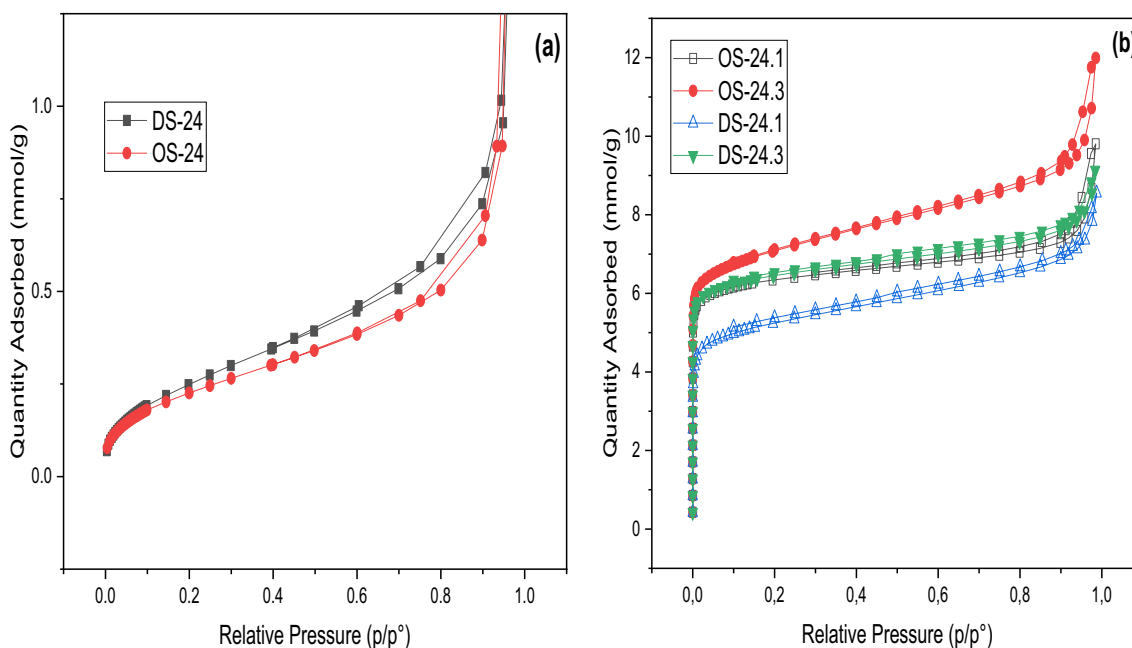 (a)
DS-24
OS-24
1.0
0.5
0.0
Quantity Adsorbed (mmol/g)
0.0 0.2 0.4 0.6 0.8 1.0
Relative Pressure (p/p°)
(b)
OS-24.1
OS-24.3
DS-24.1
DS-24.3
12
10
8
6
4
2
0
Quantity Adsorbed (mmol/g)
0,0 0,2 0,4 0,6 0,8 1,0
Relative Pressure (p/p°)